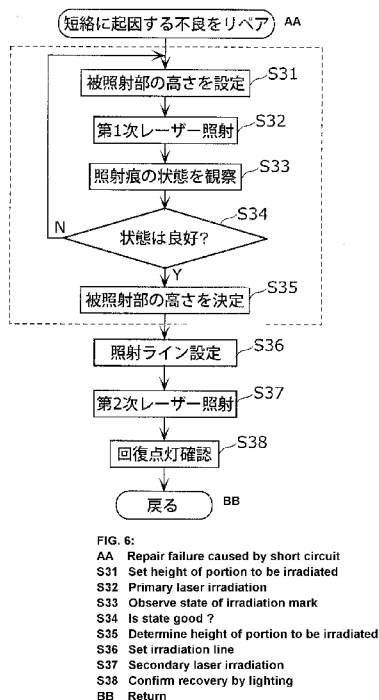 短絡に起因する不良をリペア AA
被照射部の高さを設定 S31
第1次レーザー照射 S32
照射痕の状態を観察 S33
状態は良好? S34
N
Y
被照射部の高さを決定 S35
照射ライン設定 S36
第2次レーザー照射 S37
回復点灯確認 S38
戻る BB
FIG. 6:
AA Repair failure caused by short circuit
S31 Set height of portion to be irradiated
S32 Primary laser irradiation
S33 Observe state of irradiation mark
S34 Is state good ?
S35 Determine height of portion to be irradiated
S36 Set irradiation line
S37 Secondary laser irradiation
S38 Confirm recovery by lighting
BB Return